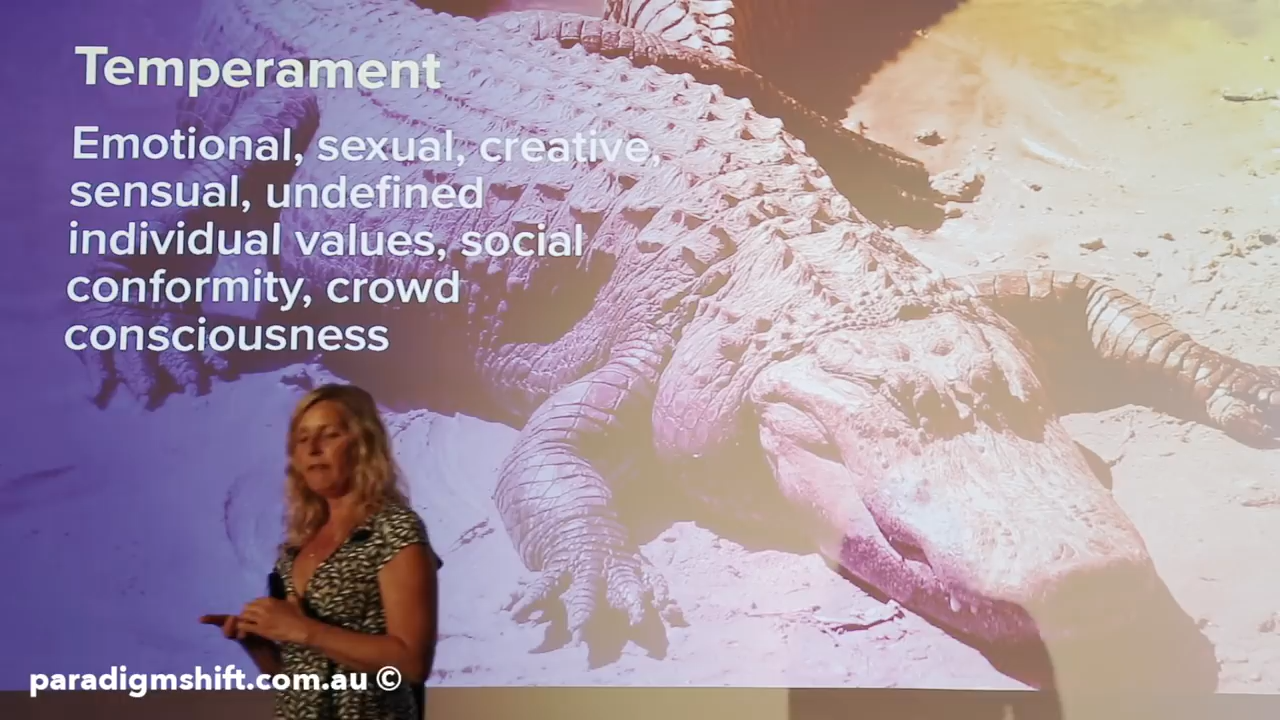 Temperament
Emotional, sexual, creative,
sensual, undefined
individual values, social
conformity, crowd
consciousness
paradigmshift.com.au ©